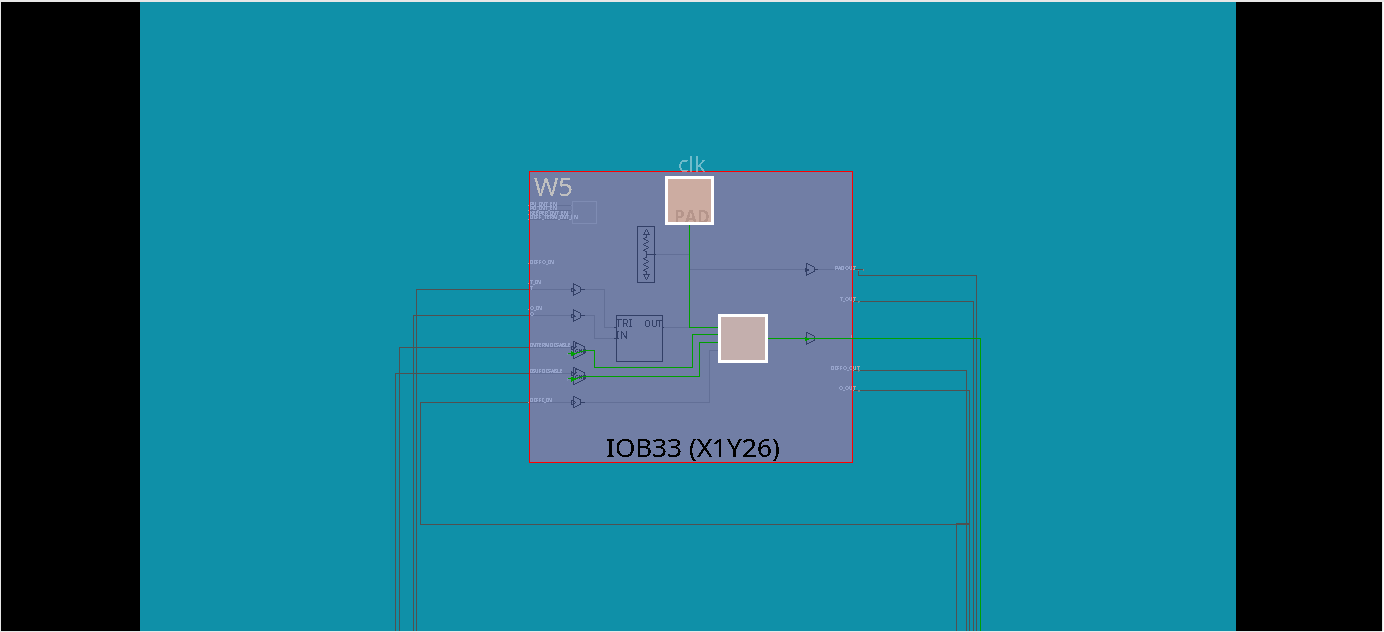 clk
W5
PAD
DIFFO_IN
PADOUT
T_IN
T_OUT
O_IN
TRI OUT
IN
INTERMDISABLE
IBUFDISABLE
DIFFO_OUT
O_OUT
DIFFI_IN
IOB33 (X1Y26)